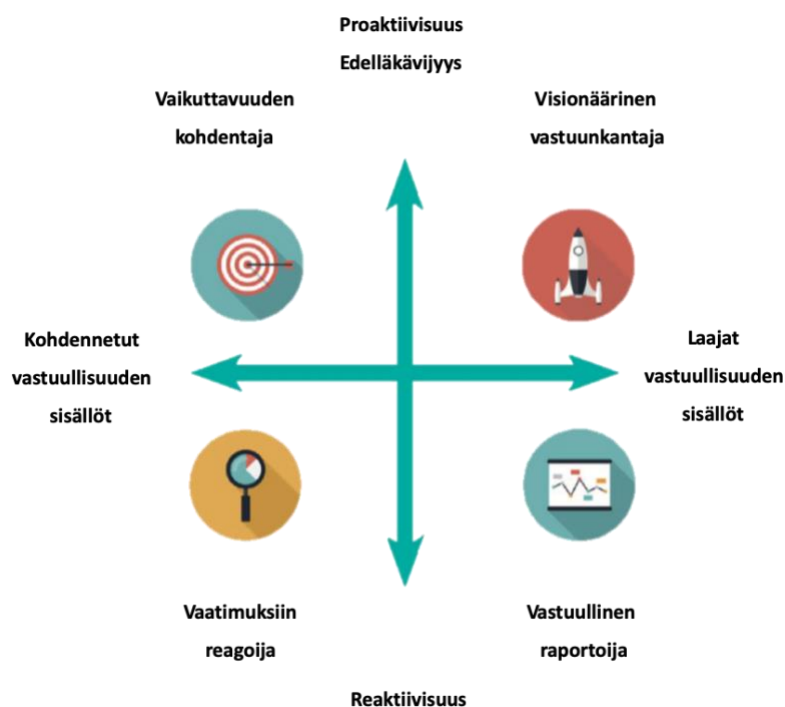 Proaktiivisuus
Edelläkävijyys
Vaikuttavuuden
kohdentaja
Visionäärinen
vastuunkantaja
Kohdennetut
vastuullisuuden
sisällöt
Laajat
vastuullisuuden
sisällöt
Vaatimuksiin
reagoija
Vastuullinen
raportoija
Reaktiivisuus